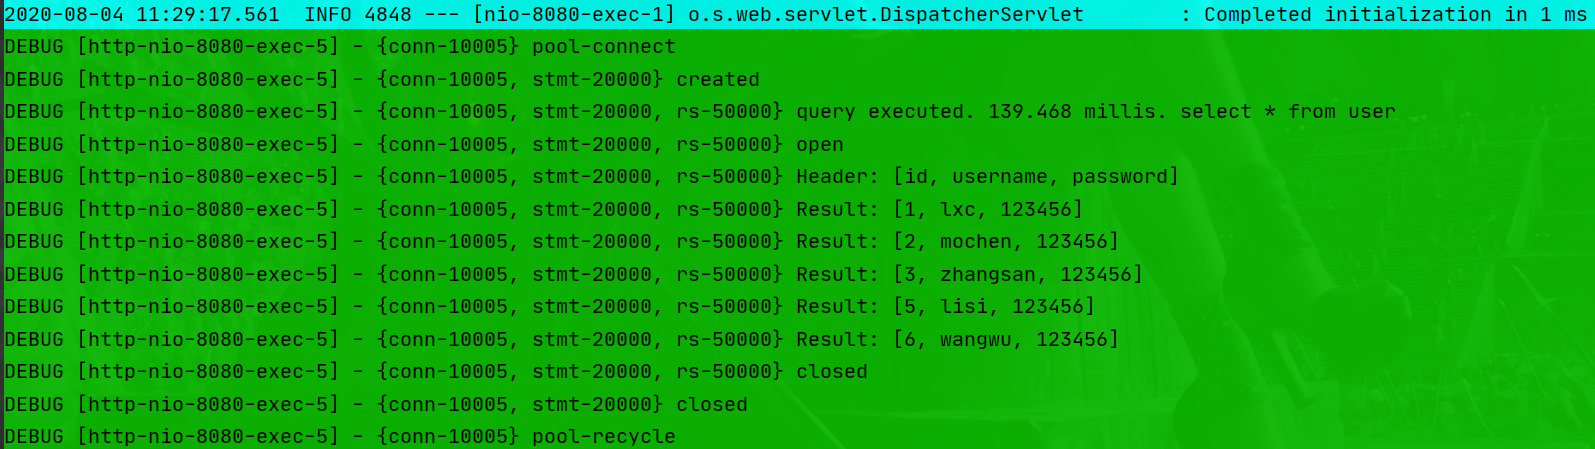 2020-08-04 11:29:17.561  INFO 4848 --- [nio-8080-exec-1] o.s.web.servlet.DispatcherServlet        : Completed initialization in 1 ms
DEBUG [http-nio-8080-exec-5] - {conn-10005} pool-connect
DEBUG [http-nio-8080-exec-5] - {conn-10005, stmt-20000} created
DEBUG [http-nio-8080-exec-5] - {conn-10005, stmt-20000, rs-50000} query executed. 139.468 millis. select * from user
DEBUG [http-nio-8080-exec-5] - {conn-10005, stmt-20000, rs-50000} open
DEBUG [http-nio-8080-exec-5] - {conn-10005, stmt-20000, rs-50000} Header: [id, username, password]
DEBUG [http-nio-8080-exec-5] - {conn-10005, stmt-20000, rs-50000} Result: [1, lxc, 123456]
DEBUG [http-nio-8080-exec-5] - {conn-10005, stmt-20000, rs-50000} Result: [2, mochen, 123456]
DEBUG [http-nio-8080-exec-5] - {conn-10005, stmt-20000, rs-50000} Result: [3, zhangsan, 123456]
DEBUG [http-nio-8080-exec-5] - {conn-10005, stmt-20000, rs-50000} Result: [5, lisi, 123456]
DEBUG [http-nio-8080-exec-5] - {conn-10005, stmt-20000, rs-50000} Result: [6, wangwu, 123456]
DEBUG [http-nio-8080-exec-5] - {conn-10005, stmt-20000, rs-50000} closed
DEBUG [http-nio-8080-exec-5] - {conn-10005, stmt-20000} closed
DEBUG [http-nio-8080-exec-5] - {conn-10005} pool-recycle